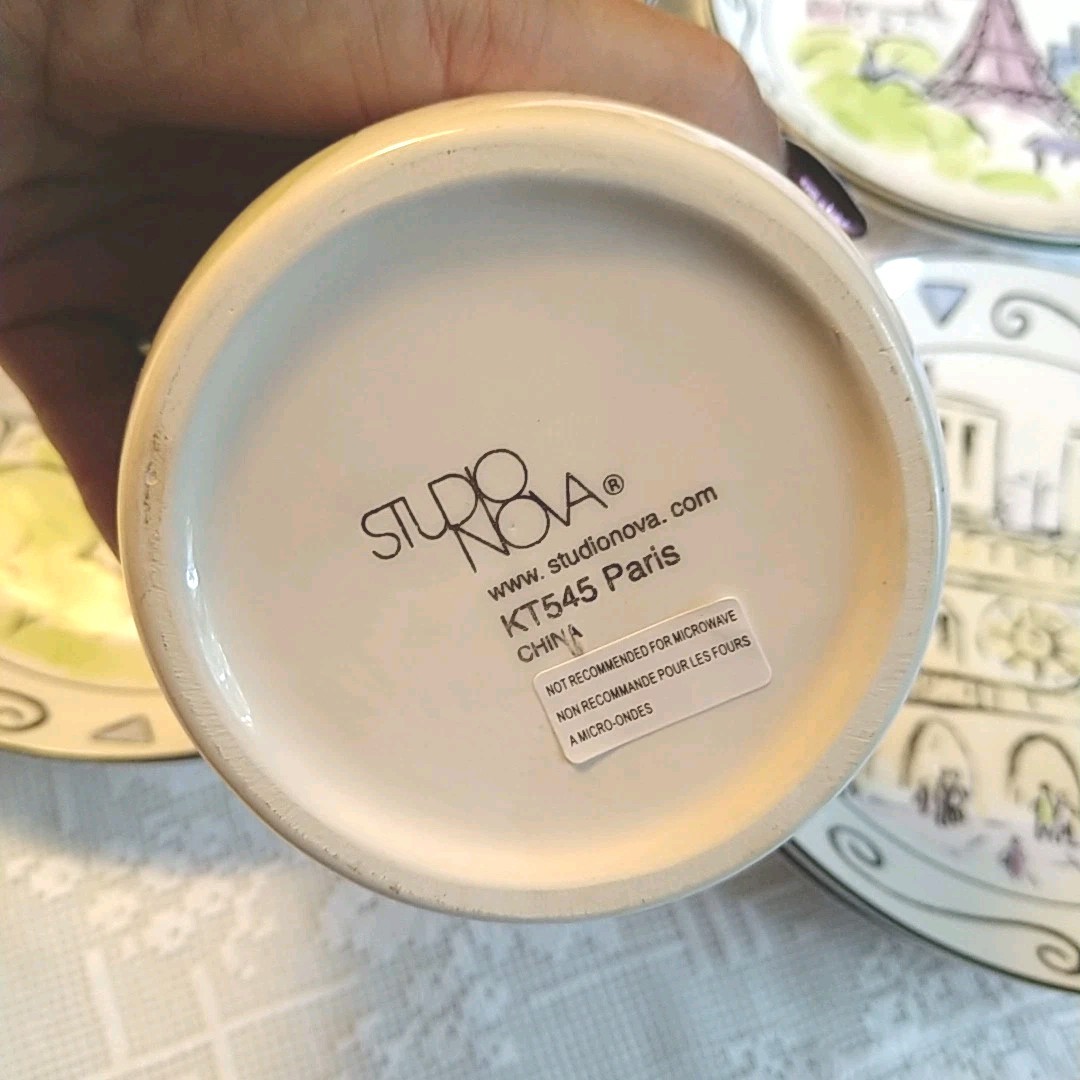 STUDIO
NOVA®
www. studionova. com
KT545 Paris
CHINA
NOT RECOMMENDED FOR MICROWAVE
NON RECOMMANDE POUR LES FOURS
A MICRO-ONDES